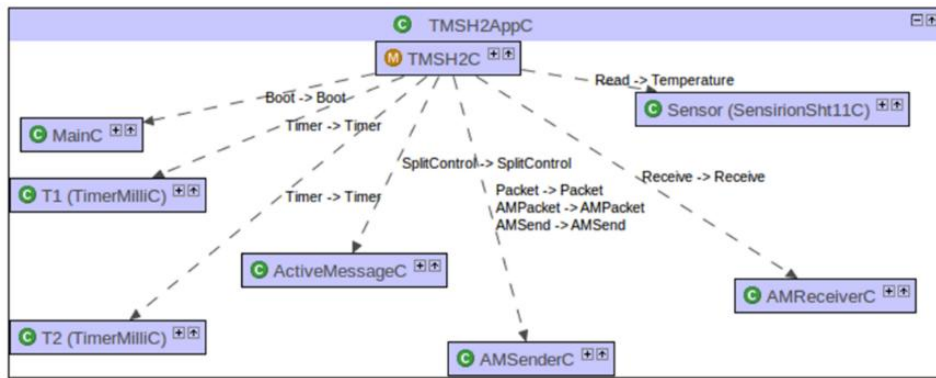 C TMSH2AppC
M TMSH2C
Read -> Temperature
Sensor (SensirionSht11C)
Boot -> Boot
MainC
Timer -> Timer
SplitControl -> SplitControl
Receive -> Receive
T1 (TimerMilliC)
Timer -> Timer
Packet -> Packet
AMPacket -> AMPacket
AMSend -> AMSend
C ActiveMessageC
C AMReceiverC
C T2 (TimerMilliC)
C AMSenderC